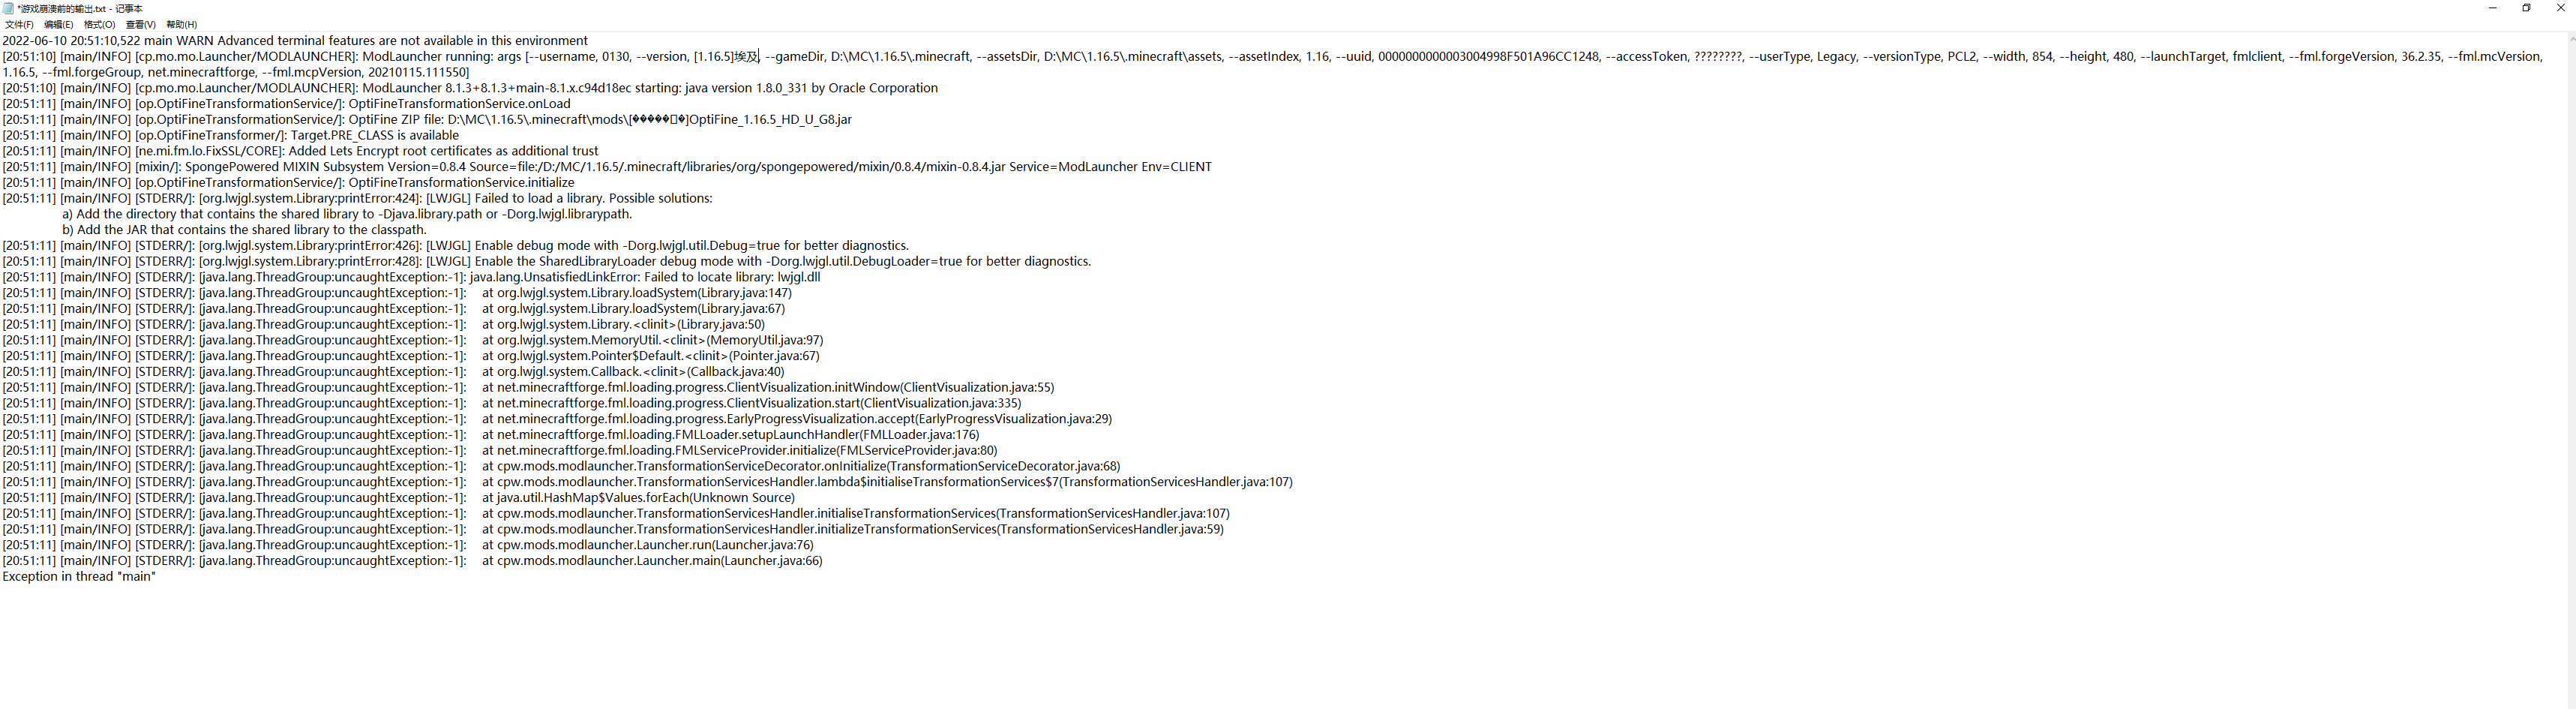 *游戏崩溃前的输出.txt - 记事本
文件(F) 编辑(E) 格式(O) 查看(V) 帮助(H)
2022-06-10 20:51:10,522 main WARN Advanced terminal features are not available in this environment
[20:51:10] [main/INFO] [cp.mo.mo.Launcher/MODLAUNCHER]: ModLauncher running: args [--username, 0130, --version, [1.16.5]埃及, --gameDir, D:\MC\1.16.5\.minecraft, --assetsDir, D:\MC\1.16.5\.minecraft\assets, --assetIndex, 1.16, --uuid, 0000000000003004998F501A96CC1248, --accessToken, ????????, --userType, Legacy, --versionType, PCL2, --width, 854, --height, 480, --launchTarget, fmlclient, --fml.forgeVersion, 36.2.35, --fml.mcVersion,
1.16.5, --fml.forgeGroup, net.minecraftforge, --fml.mcpVersion, 20210115.111550]
[20:51:10] [main/INFO] [cp.mo.mo.Launcher/MODLAUNCHER]: ModLauncher 8.1.3+8.1.3+main-8.1.x.c94d18ec starting: java version 1.8.0_331 by Oracle Corporation
[20:51:11] [main/INFO] [op.OptiFineTransformationService/]: OptiFineTransformationService.onLoad
[20:51:11] [main/INFO] [op.OptiFineTransformationService/]: OptiFine ZIP file: D:\MC\1.16.5\.minecraft\mods\[�����▯�]OptiFine_1.16.5_HD_U_G8.jar
[20:51:11] [main/INFO] [op.OptiFineTransformer/]: Target.PRE_CLASS is available
[20:51:11] [main/INFO] [ne.mi.fm.lo.FixSSL/CORE]: Added Lets Encrypt root certificates as additional trust
[20:51:11] [main/INFO] [mixin/]: SpongePowered MIXIN Subsystem Version=0.8.4 Source=file:/D:/MC/1.16.5/.minecraft/libraries/org/spongepowered/mixin/0.8.4/mixin-0.8.4.jar Service=ModLauncher Env=CLIENT
[20:51:11] [main/INFO] [op.OptiFineTransformationService/]: OptiFineTransformationService.initialize
[20:51:11] [main/INFO] [STDERR/]: [org.lwjgl.system.Library:printError:424]: [LWJGL] Failed to load a library. Possible solutions:
a) Add the directory that contains the shared library to -Djava.library.path or -Dorg.lwjgl.librarypath.
b) Add the JAR that contains the shared library to the classpath.
[20:51:11] [main/INFO] [STDERR/]: [org.lwjgl.system.Library:printError:426]: [LWJGL] Enable debug mode with -Dorg.lwjgl.util.Debug=true for better diagnostics.
[20:51:11] [main/INFO] [STDERR/]: [org.lwjgl.system.Library:printError:428]: [LWJGL] Enable the SharedLibraryLoader debug mode with -Dorg.lwjgl.util.DebugLoader=true for better diagnostics.
[20:51:11] [main/INFO] [STDERR/]: [java.lang.ThreadGroup:uncaughtException:-1]: java.lang.UnsatisfiedLinkError: Failed to locate library: lwjgl.dll
[20:51:11] [main/INFO] [STDERR/]: [java.lang.ThreadGroup:uncaughtException:-1]: at org.lwjgl.system.Library.loadSystem(Library.java:147)
[20:51:11] [main/INFO] [STDERR/]: [java.lang.ThreadGroup:uncaughtException:-1]: at org.lwjgl.system.Library.loadSystem(Library.java:67)
[20:51:11] [main/INFO] [STDERR/]: [java.lang.ThreadGroup:uncaughtException:-1]: at org.lwjgl.system.Library.<clinit>(Library.java:50)
[20:51:11] [main/INFO] [STDERR/]: [java.lang.ThreadGroup:uncaughtException:-1]: at org.lwjgl.system.MemoryUtil.<clinit>(MemoryUtil.java:97)
[20:51:11] [main/INFO] [STDERR/]: [java.lang.ThreadGroup:uncaughtException:-1]: at org.lwjgl.system.Pointer$Default.<clinit>(Pointer.java:67)
[20:51:11] [main/INFO] [STDERR/]: [java.lang.ThreadGroup:uncaughtException:-1]: at org.lwjgl.system.Callback.<clinit>(Callback.java:40)
[20:51:11] [main/INFO] [STDERR/]: [java.lang.ThreadGroup:uncaughtException:-1]: at net.minecraftforge.fml.loading.progress.ClientVisualization.initWindow(ClientVisualization.java:55)
[20:51:11] [main/INFO] [STDERR/]: [java.lang.ThreadGroup:uncaughtException:-1]: at net.minecraftforge.fml.loading.progress.ClientVisualization.start(ClientVisualization.java:335)
[20:51:11] [main/INFO] [STDERR/]: [java.lang.ThreadGroup:uncaughtException:-1]: at net.minecraftforge.fml.loading.progress.EarlyProgressVisualization.accept(EarlyProgressVisualization.java:29)
[20:51:11] [main/INFO] [STDERR/]: [java.lang.ThreadGroup:uncaughtException:-1]: at net.minecraftforge.fml.loading.FMLLoader.setupLaunchHandler(FMLLoader.java:176)
[20:51:11] [main/INFO] [STDERR/]: [java.lang.ThreadGroup:uncaughtException:-1]: at net.minecraftforge.fml.loading.FMLServiceProvider.initialize(FMLServiceProvider.java:80)
[20:51:11] [main/INFO] [STDERR/]: [java.lang.ThreadGroup:uncaughtException:-1]: at cpw.mods.modlauncher.TransformationServiceDecorator.onInitialize(TransformationServiceDecorator.java:68)
[20:51:11] [main/INFO] [STDERR/]: [java.lang.ThreadGroup:uncaughtException:-1]: at cpw.mods.modlauncher.TransformationServicesHandler.lambda$initialiseTransformationServices$7(TransformationServicesHandler.java:107)
[20:51:11] [main/INFO] [STDERR/]: [java.lang.ThreadGroup:uncaughtException:-1]: at java.util.HashMap$Values.forEach(Unknown Source)
[20:51:11] [main/INFO] [STDERR/]: [java.lang.ThreadGroup:uncaughtException:-1]: at cpw.mods.modlauncher.TransformationServicesHandler.initialiseTransformationServices(TransformationServicesHandler.java:107)
[20:51:11] [main/INFO] [STDERR/]: [java.lang.ThreadGroup:uncaughtException:-1]: at cpw.mods.modlauncher.TransformationServicesHandler.initializeTransformationServices(TransformationServicesHandler.java:59)
[20:51:11] [main/INFO] [STDERR/]: [java.lang.ThreadGroup:uncaughtException:-1]: at cpw.mods.modlauncher.Launcher.run(Launcher.java:76)
[20:51:11] [main/INFO] [STDERR/]: [java.lang.ThreadGroup:uncaughtException:-1]: at cpw.mods.modlauncher.Launcher.main(Launcher.java:66)
Exception in thread "main"